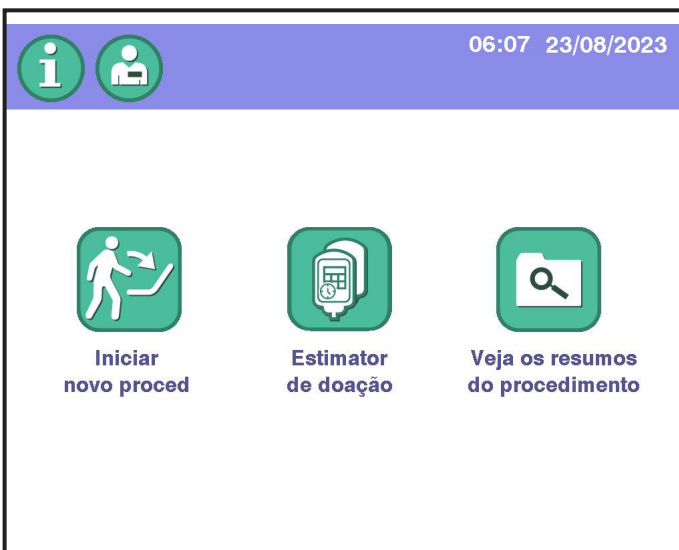 06:07 23/08/2023
Iniciar
novo proced
Estimator
de doação
Veja os resumos
do procedimento